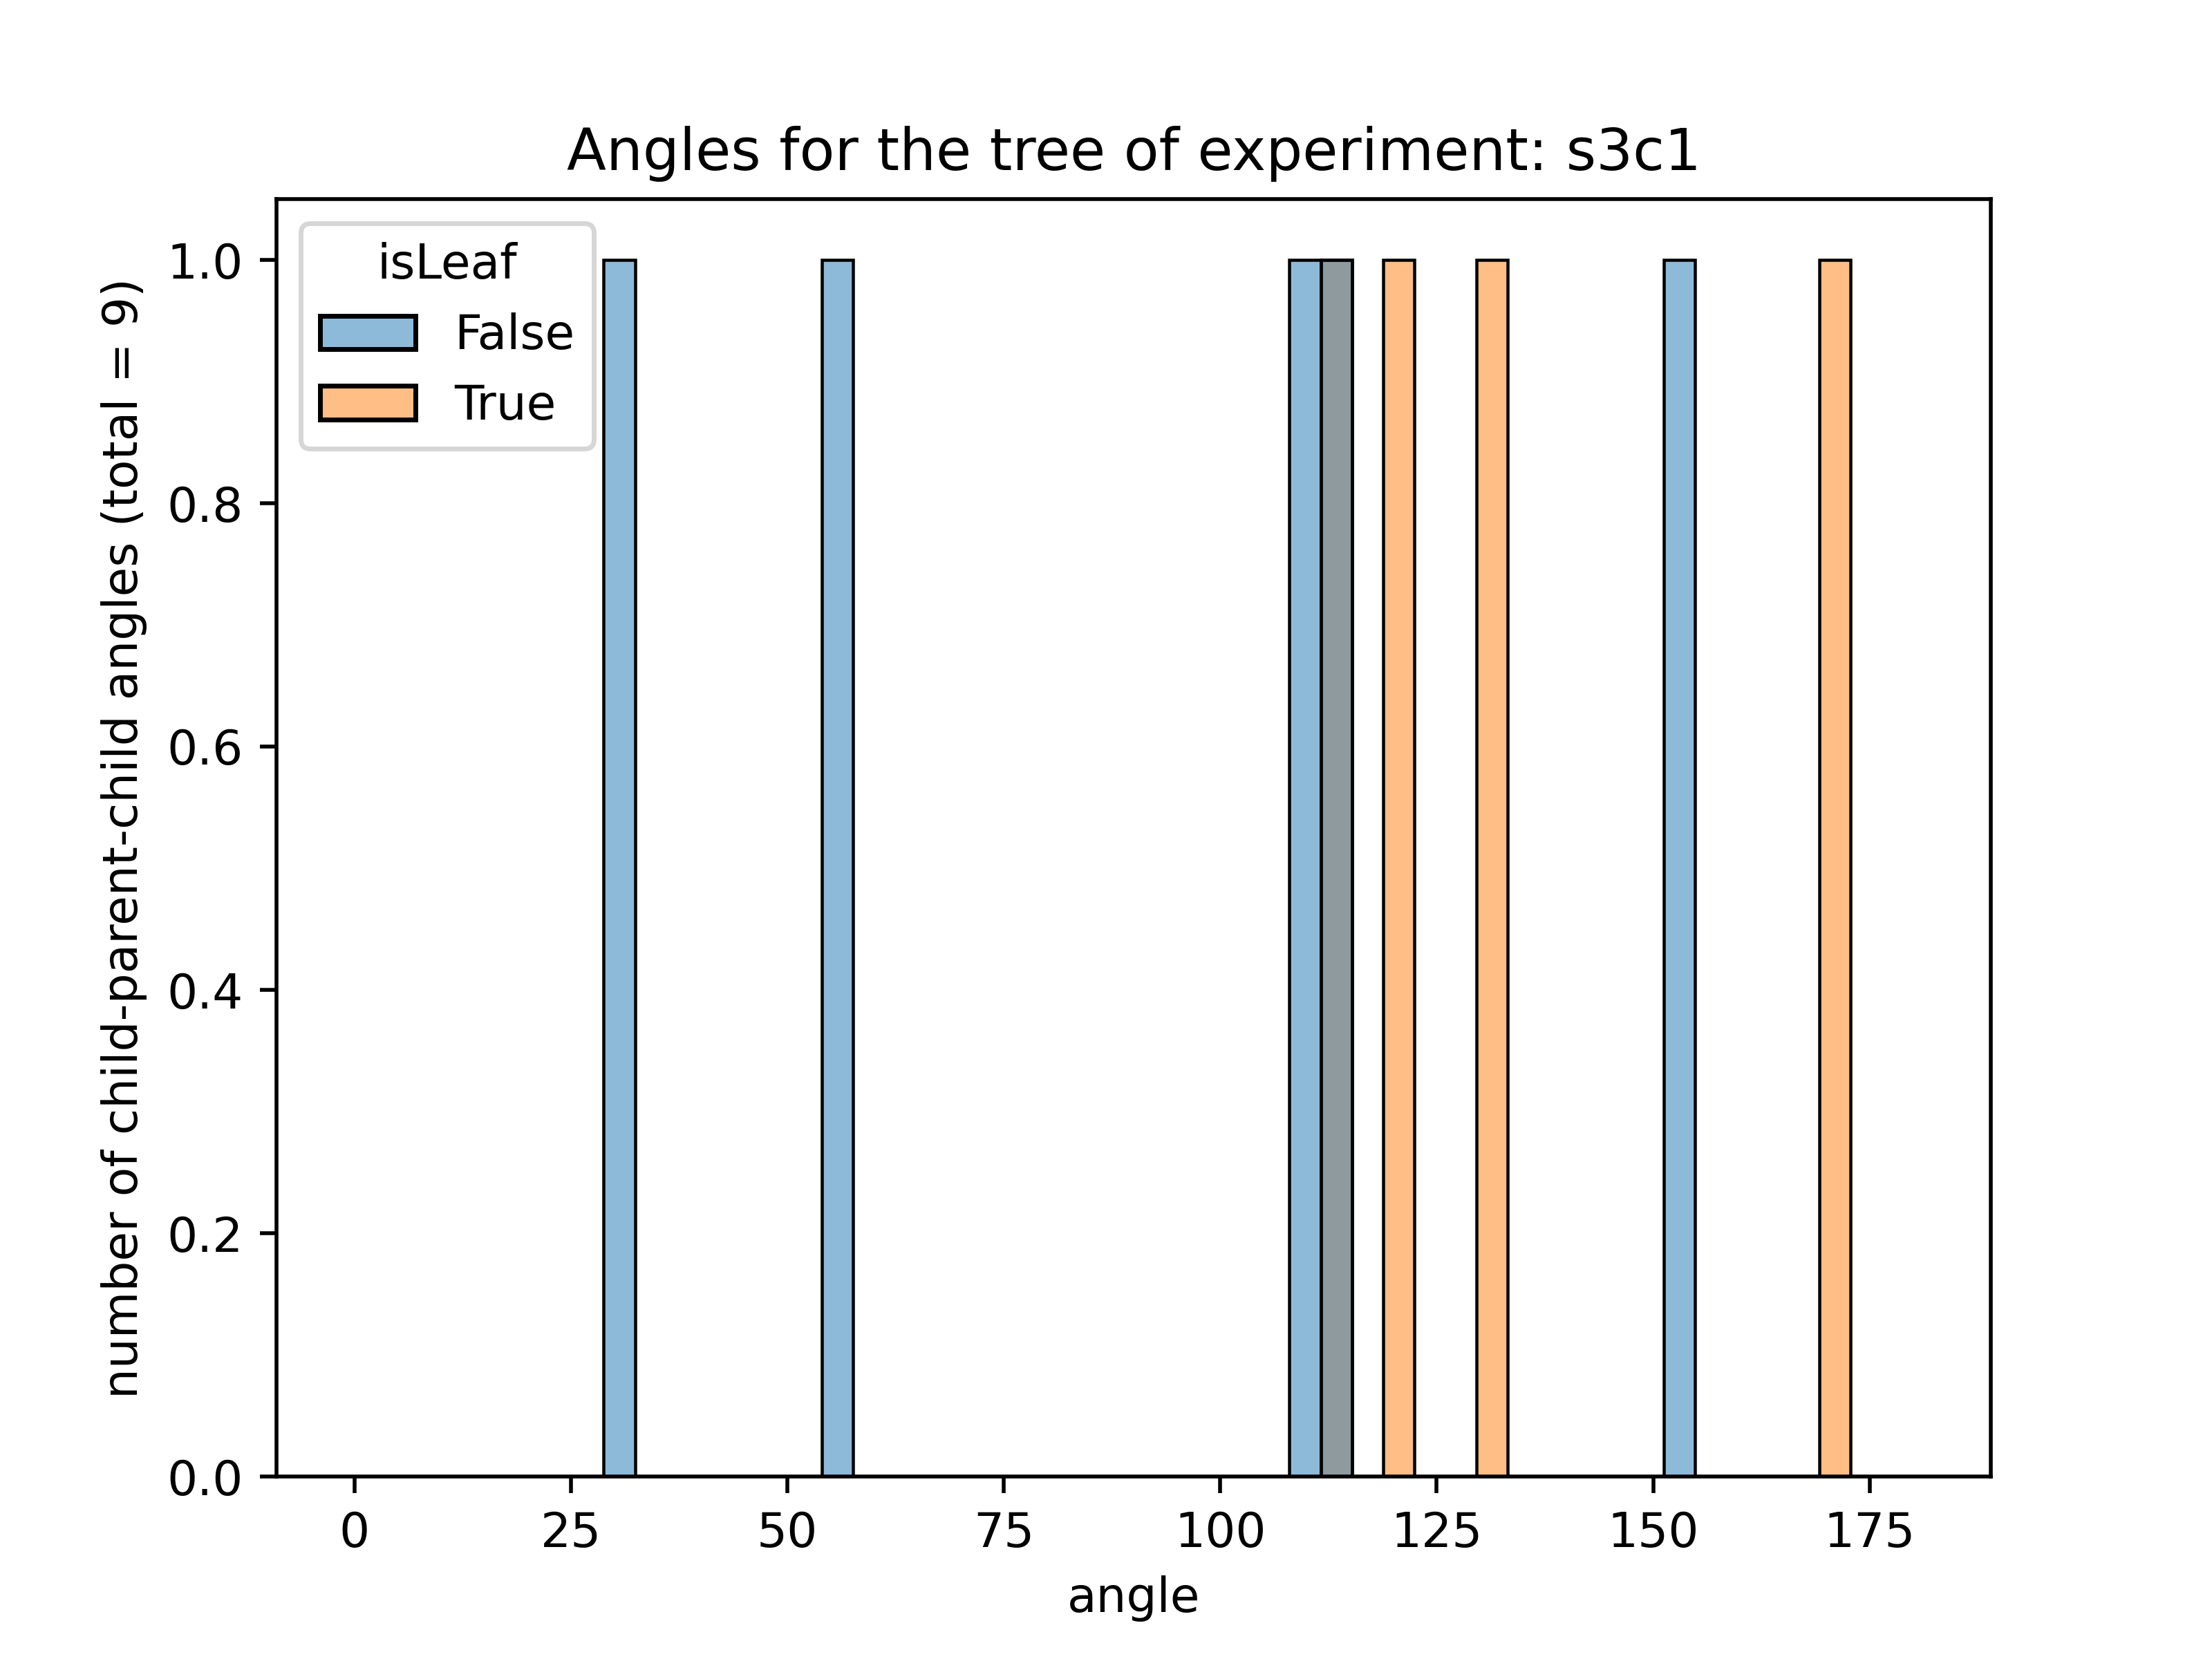 Angles for the tree of experiment: s3c1
isLeaf
False
True
number of child-parent-child angles (total = 9)
1.0
0.8
0.6
0.4
0.2
0.0
0 25 50 75 100 125 150 175
angle